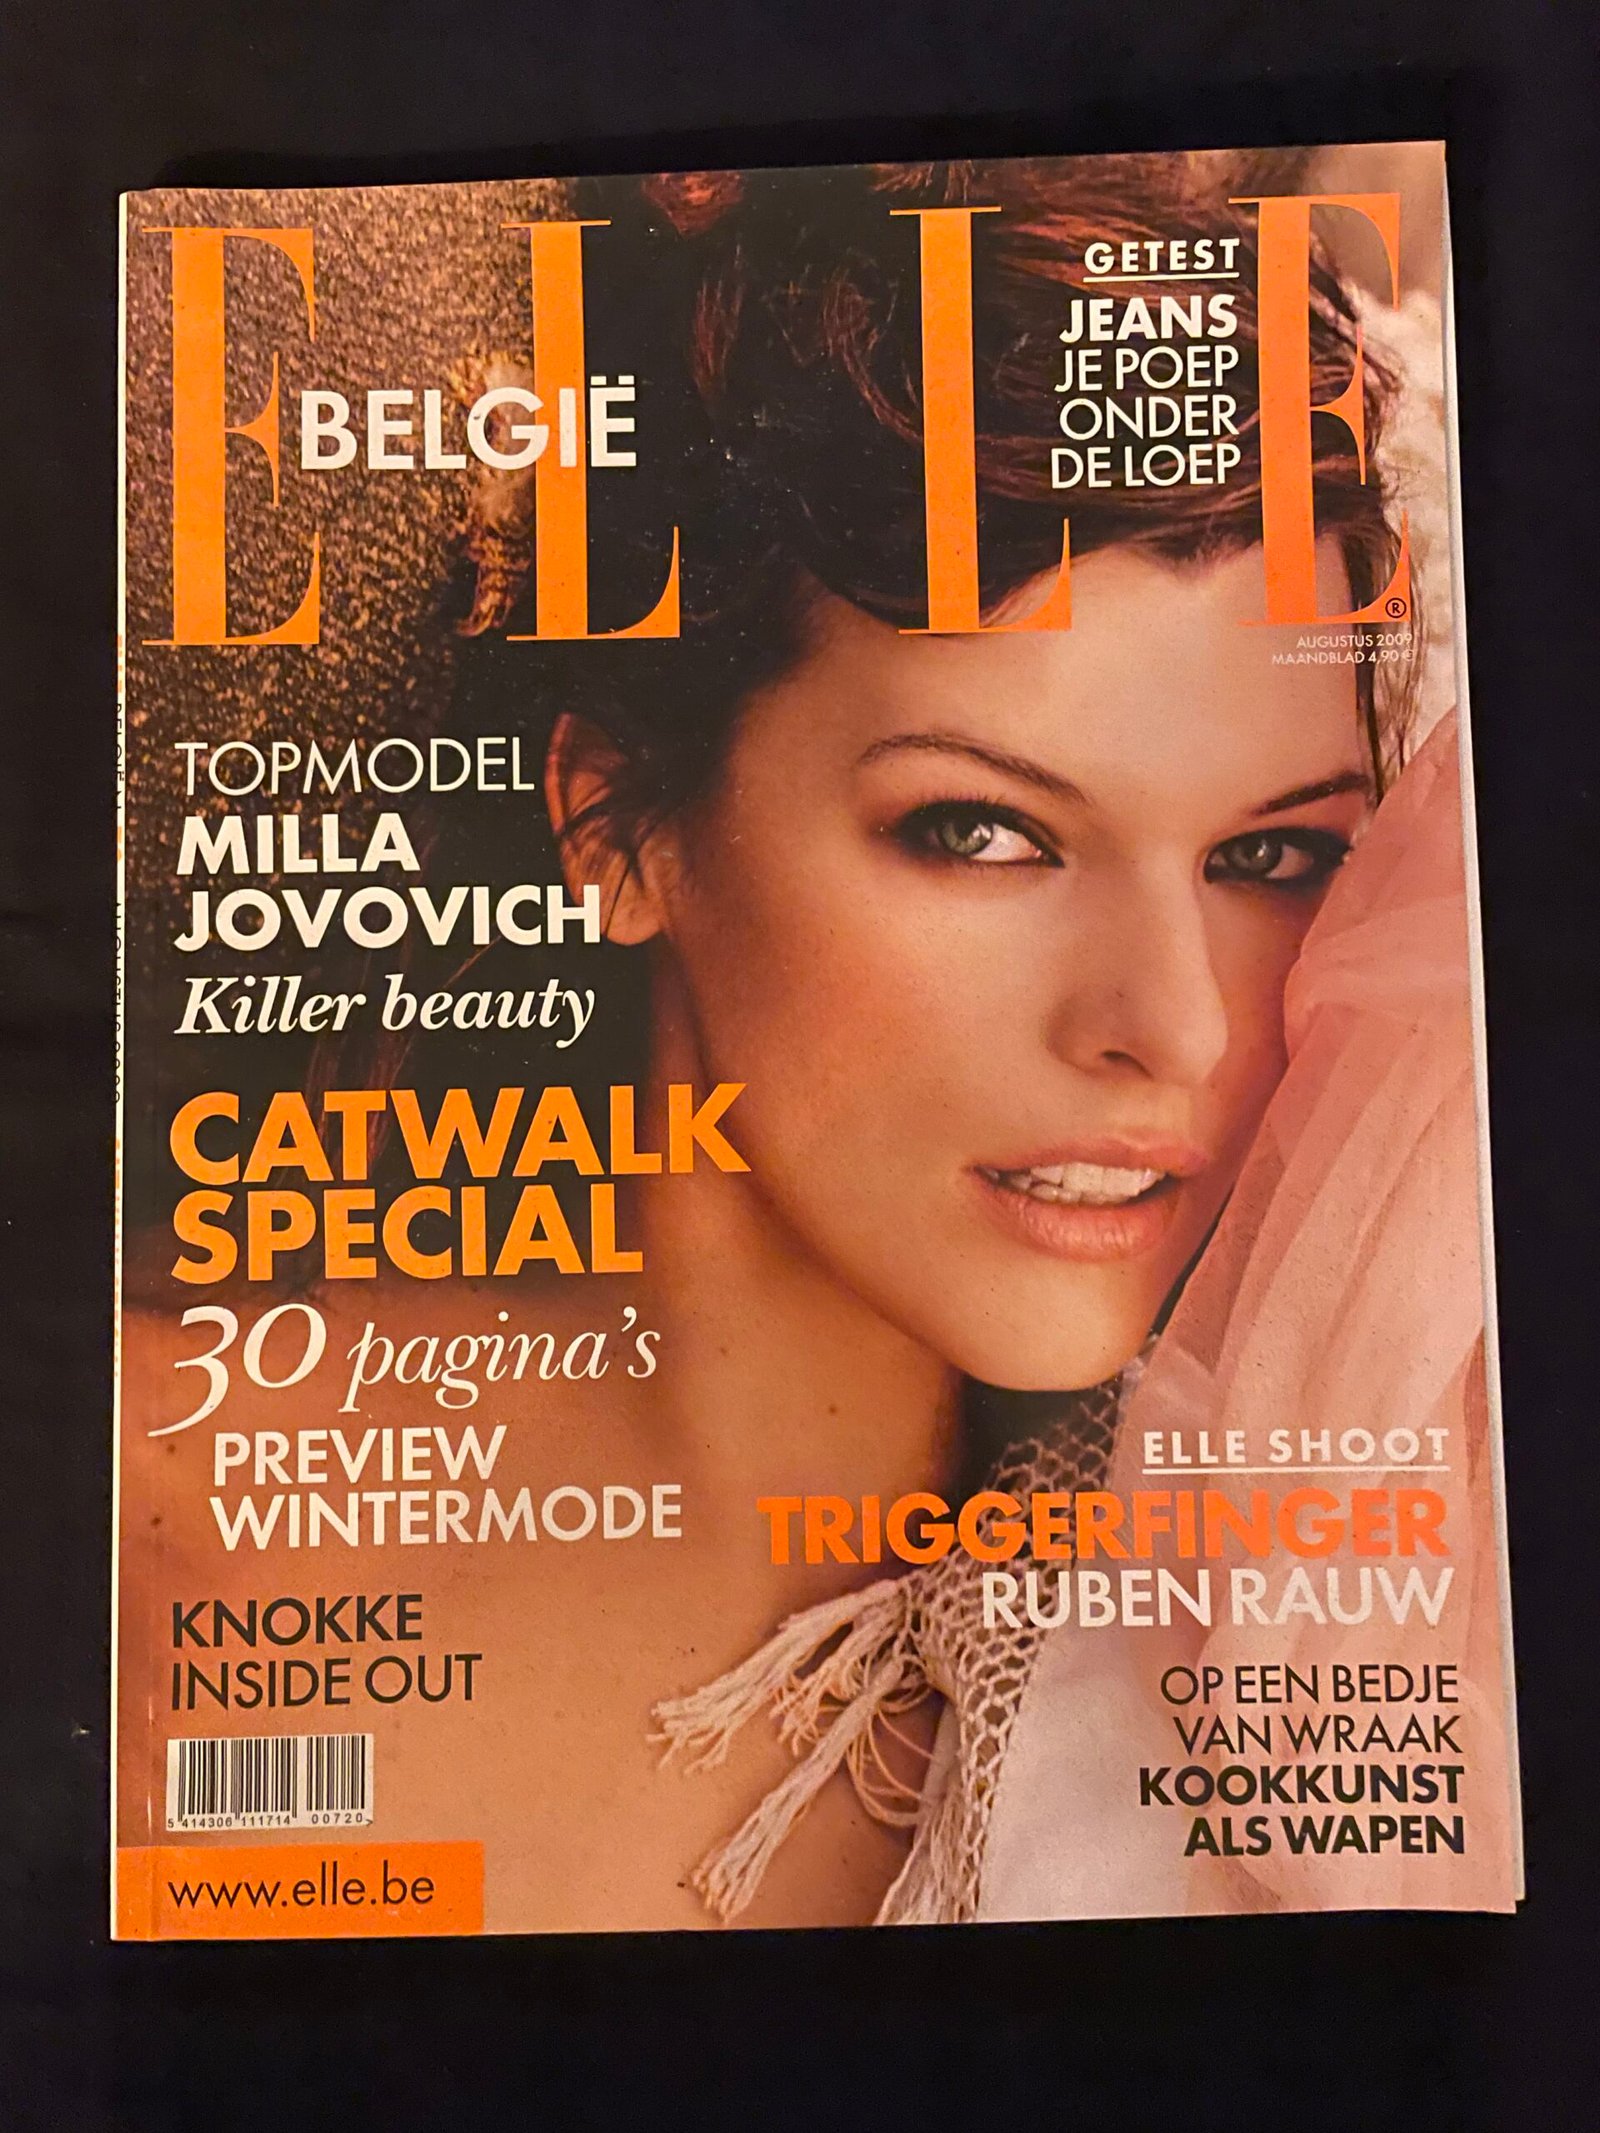 ELLE
BELGIË
GETEST
JEANS
JE POEP
ONDER
DE LOEP
®
AUGUSTUS 2009
MAANDBLAD 4,90 €
TOPMODEL
MILLA
JOVOVICH
Killer beauty
CATWALK
SPECIAL
30 pagina's
PREVIEW
WINTERMODE
KNOKKE
INSIDE OUT
ELLE SHOOT
TRIGGERFINGER
RUBEN RAUW
OP EEN BEDJE
VAN WRAAK
KOOKKUNST
ALS WAPEN
5 414306 111714 00720>
www.elle.be